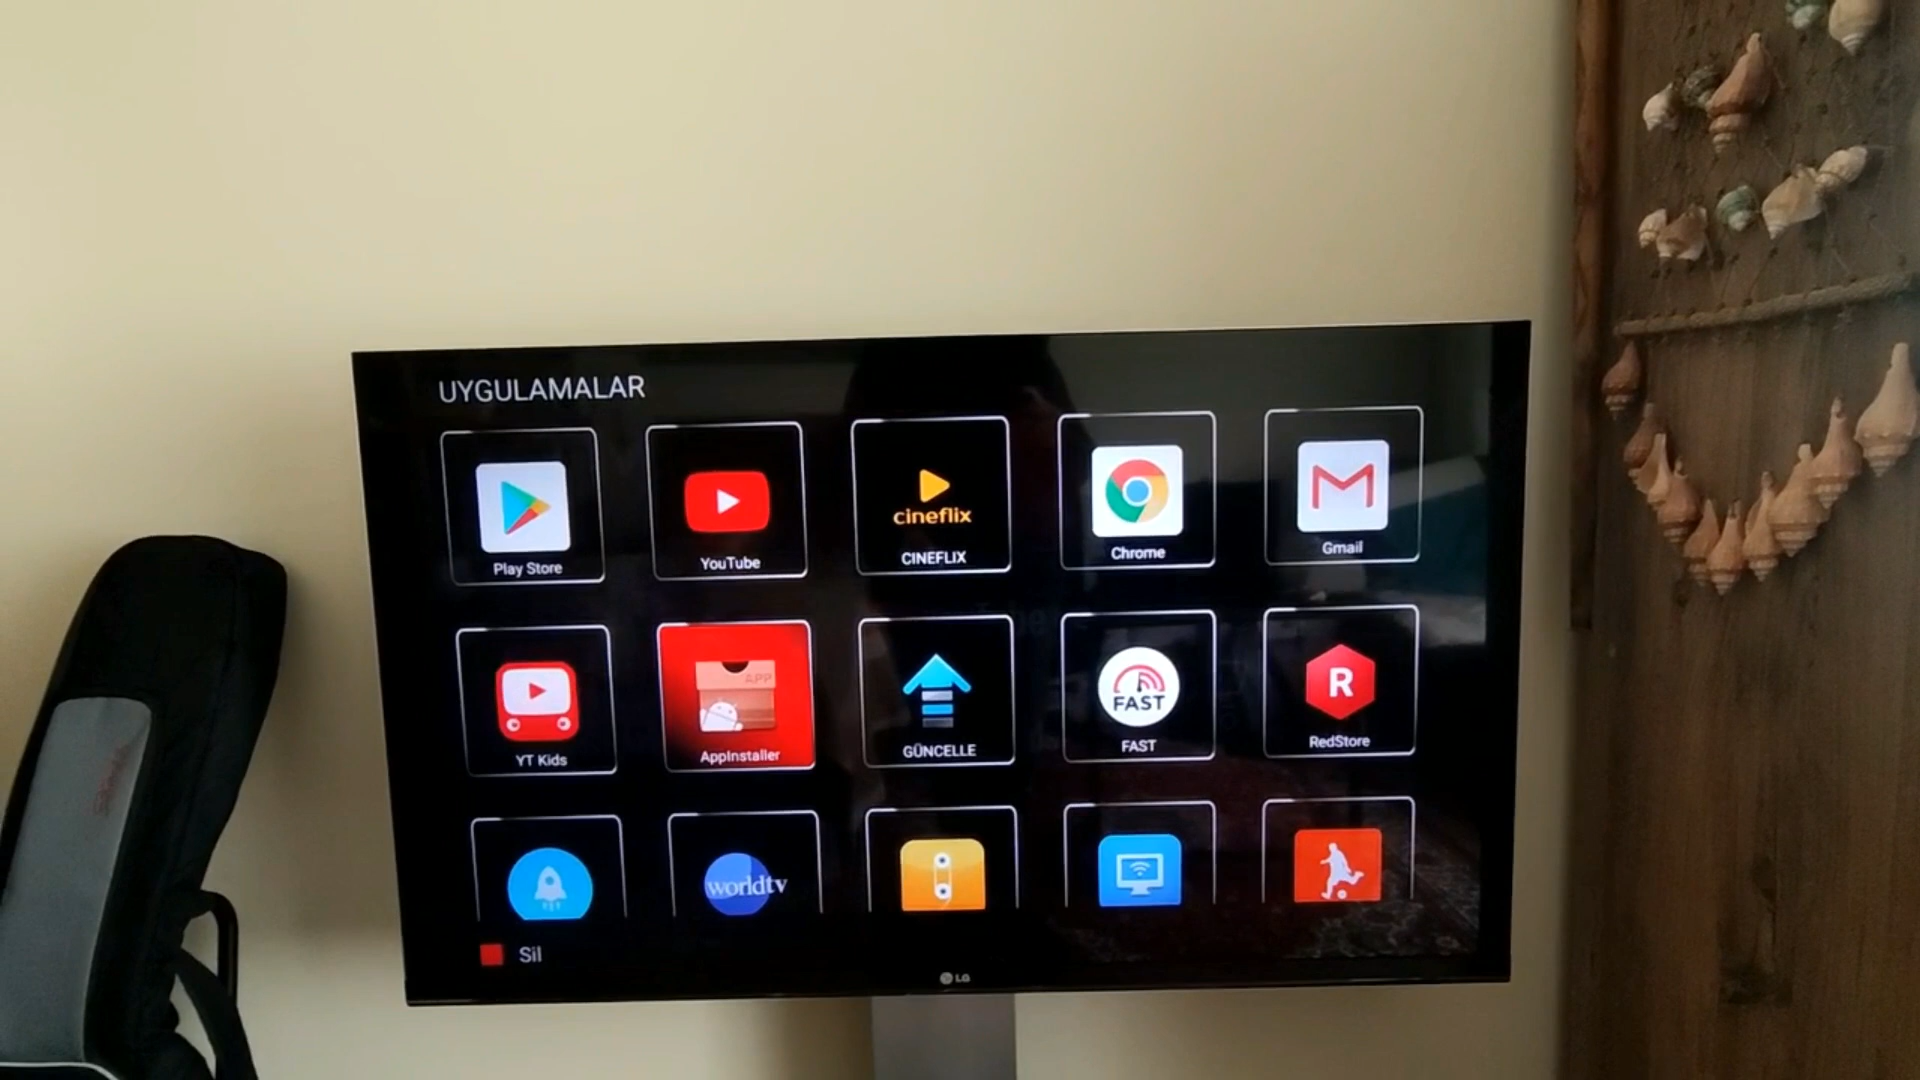 UYGULAMALAR
Play Store
YouTube
cineflix
CINEFLIX
Chrome
Gmail
YT Kids
APP
AppInstaller
GÜNCELLE
FAST
FAST
R
RedStore
worldtv
Sil
LG